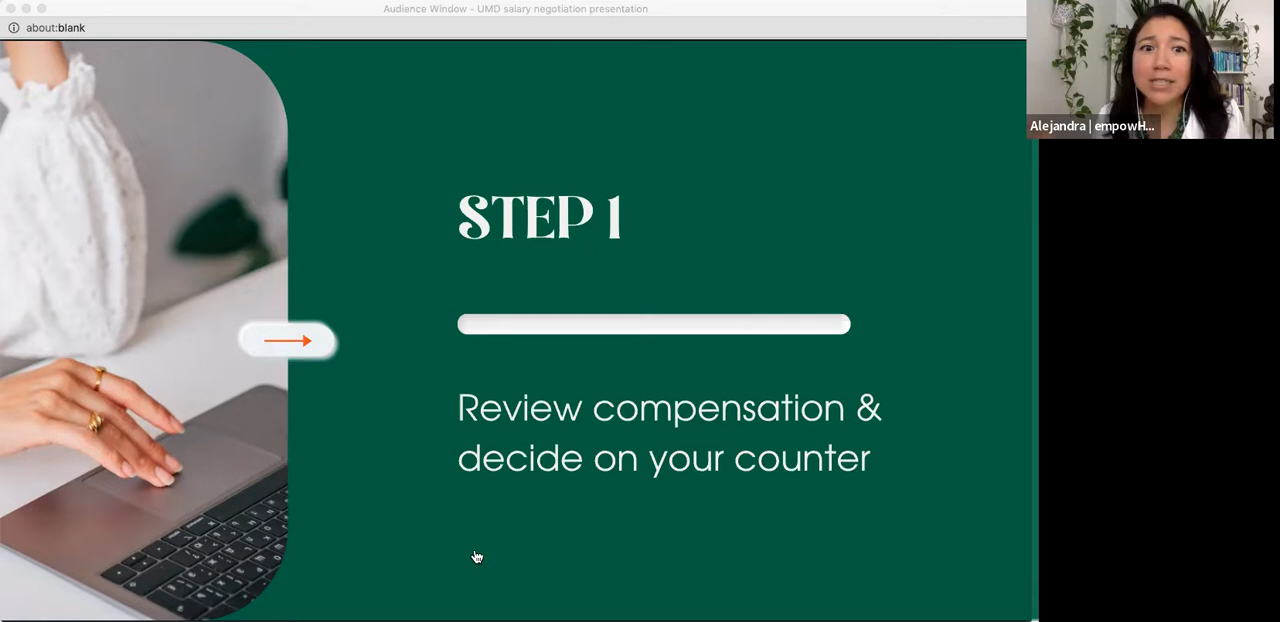 Audience Window - UMD salary negotiation presentation
about:blank
Alejandra | empowH...
STEP 1
Review compensation &
decide on your counter